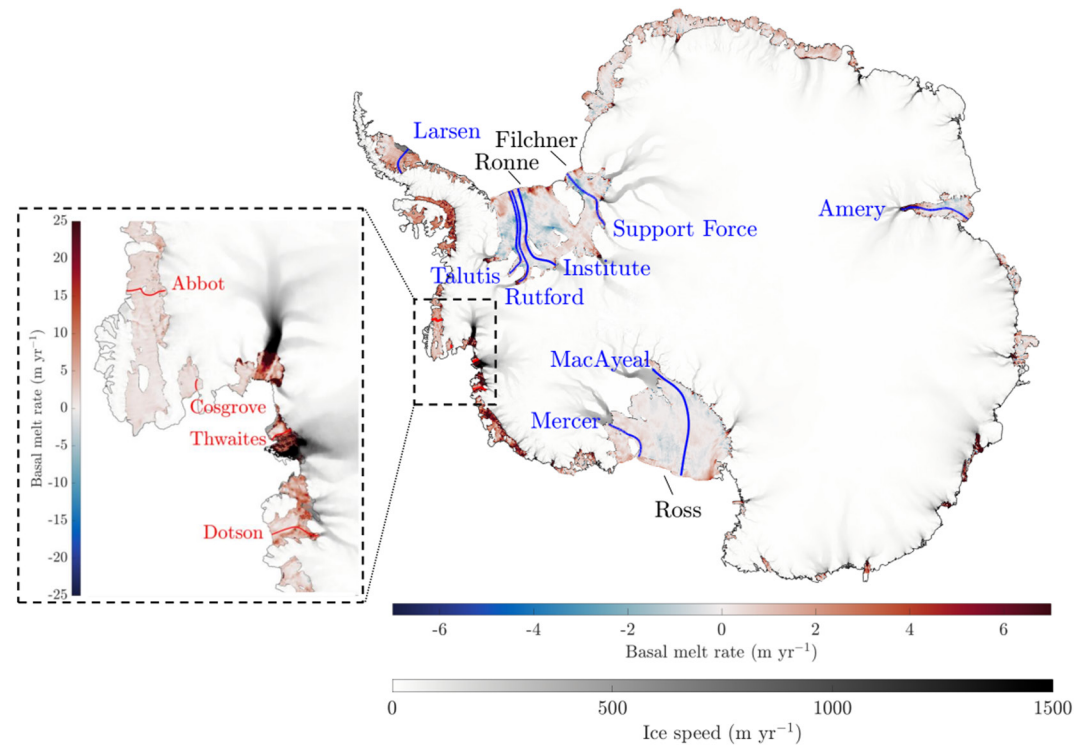 Larsen
Filchner
Ronne
Amery
Support Force
Talutis
Institute
Rutford
MacAyeal
Mercer
Ross
25
20
15
10
5
0
-5
-10
-15
-20
-25
Basal melt rate (m yr⁻¹)
Abbot
Cosgrove
Thwaites
Dotson
-6 -4 -2 0 2 4 6
Basal melt rate (m yr⁻¹)
0 500 1000 1500
Ice speed (m yr⁻¹)